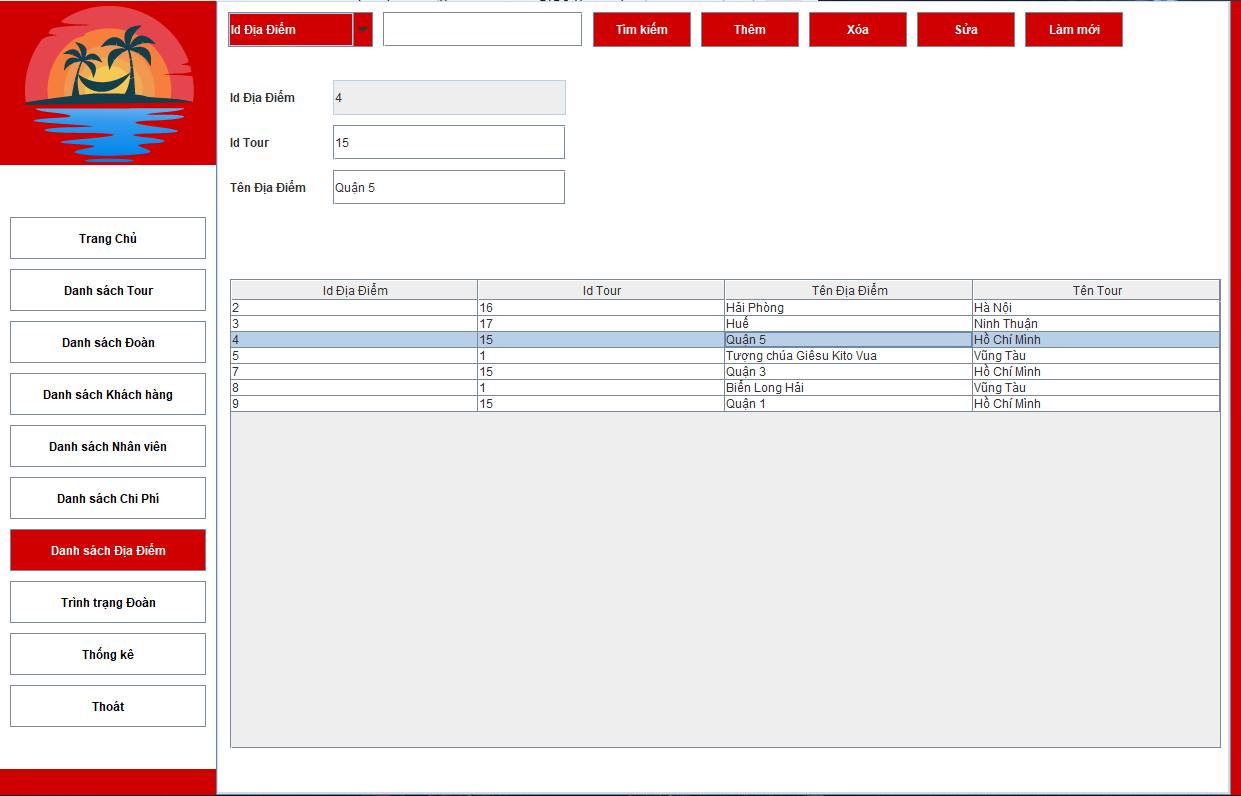 Id Địa Điểm
Tìm kiếm
Thêm
Xóa
Sửa
Làm mới
Id Địa Điểm 4
Id Tour 15
Tên Địa Điểm Quận 5
Trang Chủ
Danh sách Tour
Danh sách Đoàn
Danh sách Khách hàng
Danh sách Nhân viên
Danh sách Chi Phí
Danh sách Địa Điểm
Trình trạng Đoàn
Thống kê
Thoát
Id Địa Điểm Id Tour Tên Địa Điểm Tên Tour
2 16 Hải Phòng Hà Nội
3 17 Huế Ninh Thuận
4 15 Quận 5 Hồ Chí Mình
5 1 Tượng chúa Giêsu Kito Vua Vũng Tàu
7 15 Quận 3 Hồ Chí Mình
8 1 Biển Long Hải Vũng Tàu
9 15 Quận 1 Hồ Chí Mình